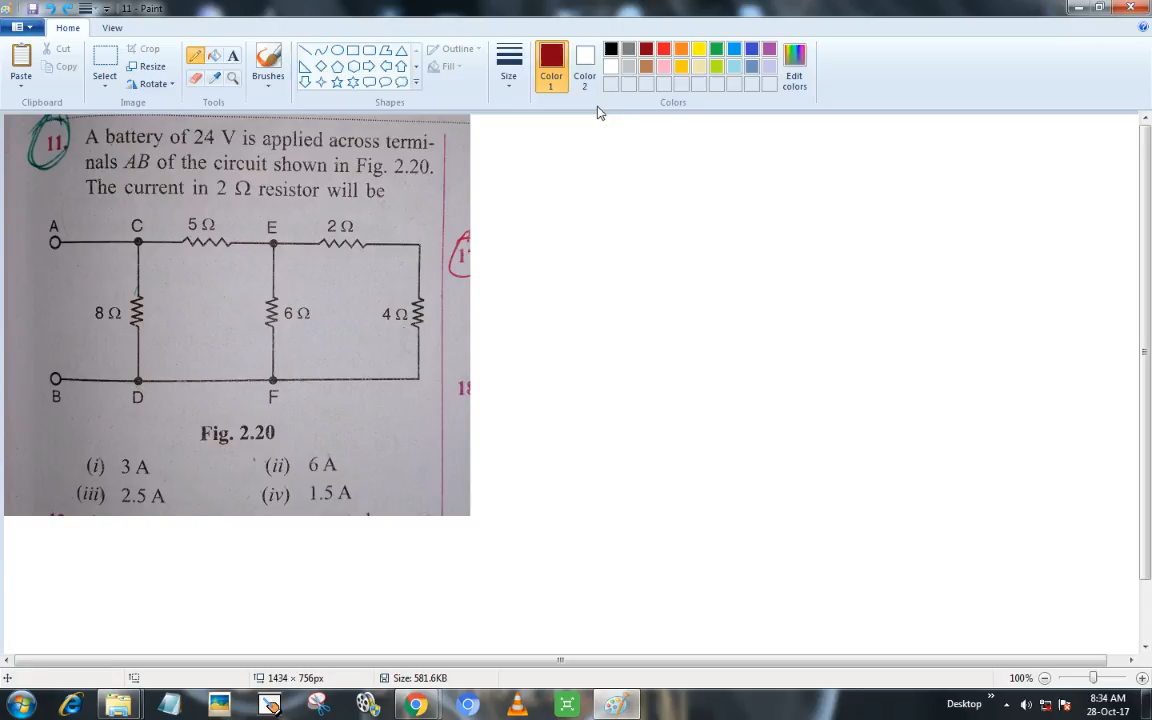 11 - Paint
Home View
Paste Cut Copy
Select Crop Resize Rotate
Brushes
Outline Fill
Size
Color 1
Color 2
Edit colors
Clipboard Image Tools Shapes Colors
11. A battery of 24 V is applied across termi-
nals AB of the circuit shown in Fig. 2.20.
The current in 2 Ω resistor will be
A C 5 Ω E 2 Ω
8 Ω 6 Ω 4 Ω
B D F
Fig. 2.20
(i) 3 A (ii) 6 A
(iii) 2.5 A (iv) 1.5 A
1434 × 756px Size: 581.6KB 100%
Desktop 8:34 AM
28-Oct-17